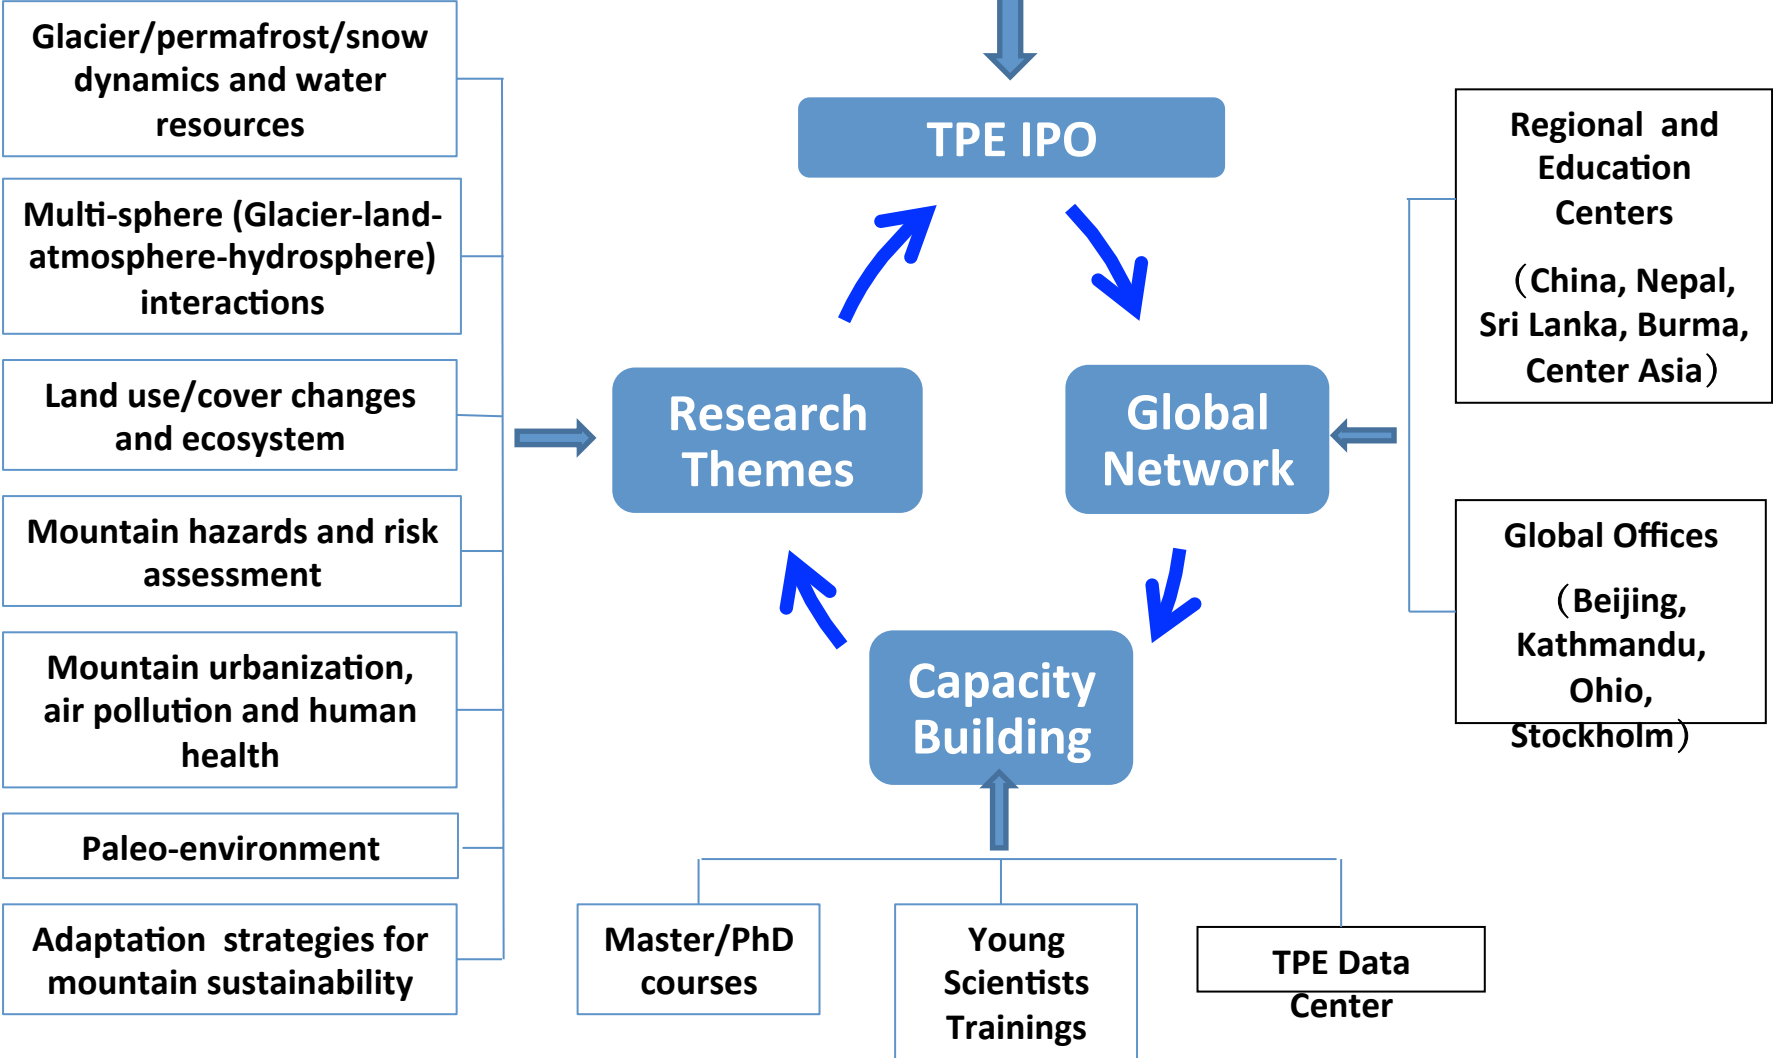 Glacier/permafrost/snow
dynamics and water
resources
Multi-sphere (Glacier-land-
atmosphere-hydrosphere)
interactions
Land use/cover changes
and ecosystem
Mountain hazards and risk
assessment
Mountain urbanization,
air pollution and human
health
Paleo-environment
Adaptation strategies for
mountain sustainability
TPE IPO
Research
Themes
Global
Network
Capacity
Building
Master/PhD
courses
Young
Scientists
Trainings
TPE Data
Center
Regional and
Education
Centers
（China, Nepal,
Sri Lanka, Burma,
Center Asia）
Global Offices
（Beijing,
Kathmandu,
Ohio,
Stockholm）